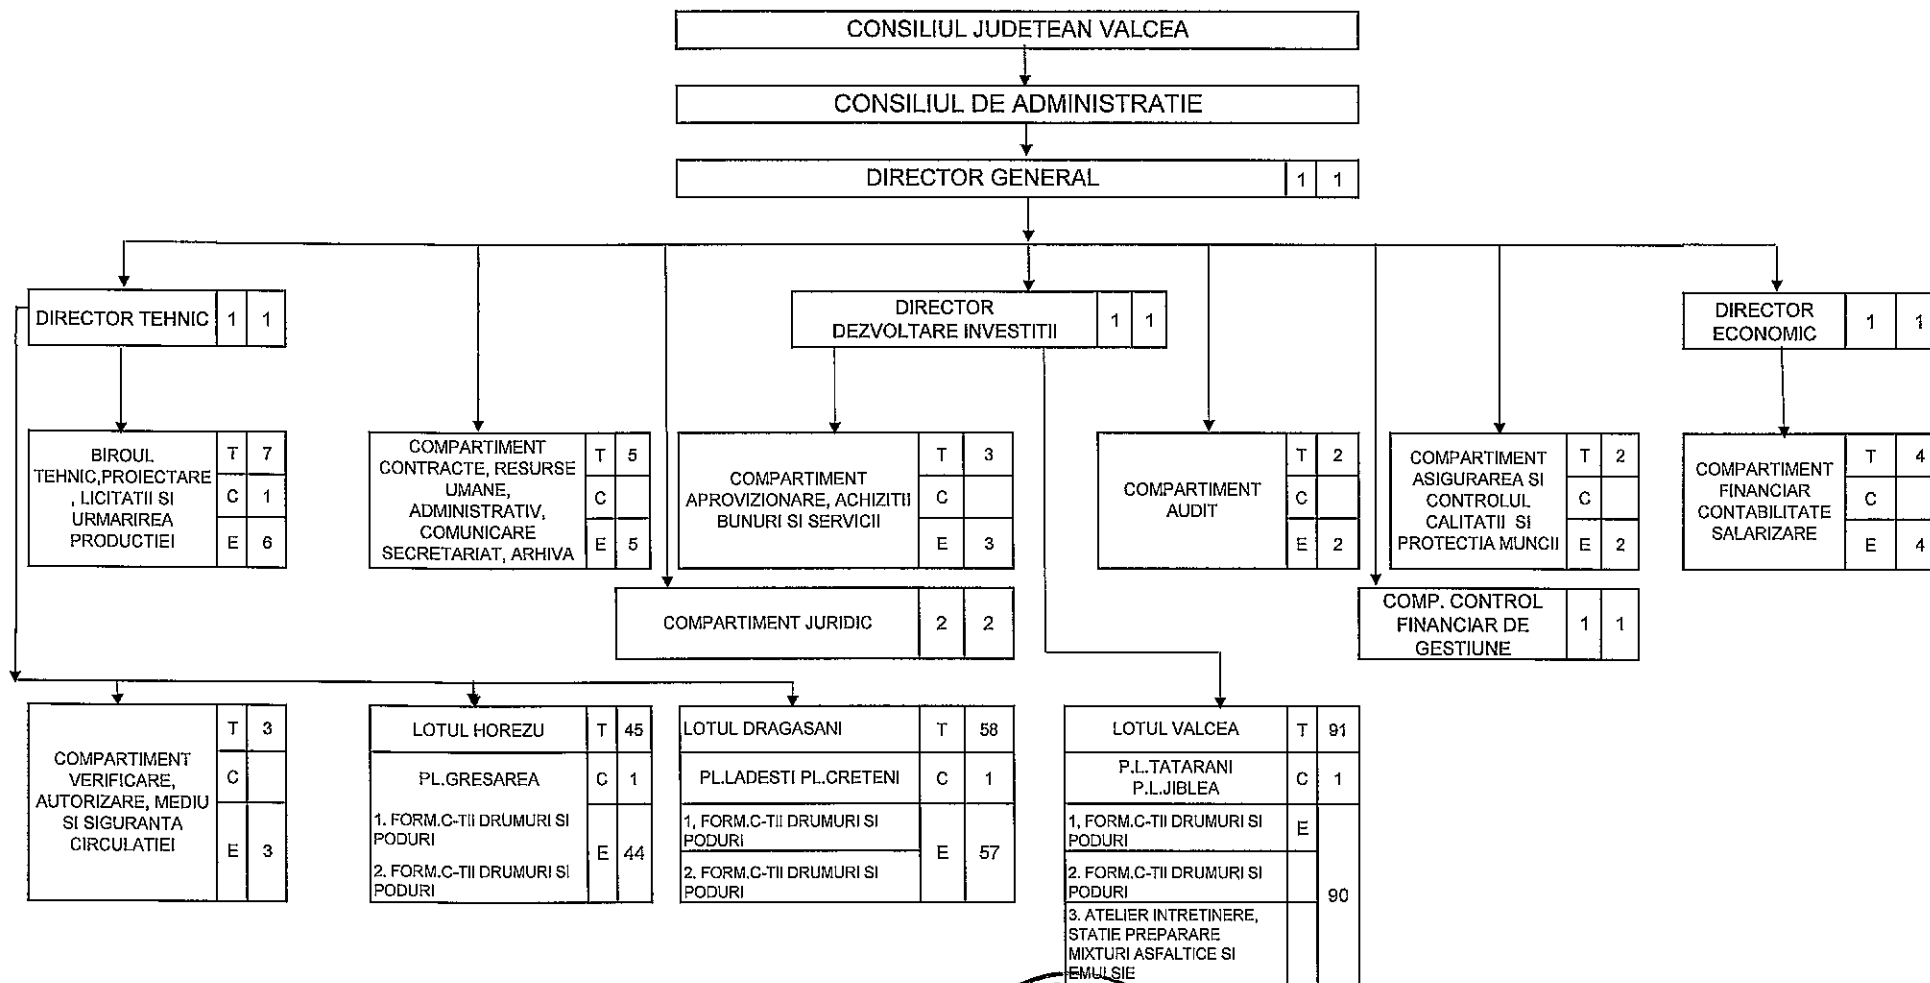 CONSILIUL JUDETEAN VALCEA
CONSILIUL DE ADMINISTRATIE
DIRECTOR GENERAL 1 1
DIRECTOR TEHNIC 1 1
DIRECTOR
DEZVOLTARE INVESTITII
1 1
DIRECTOR
ECONOMIC
1 1
BIROUL
TEHNIC,PROIECTARE
, LICITATII SI
URMARIREA
PRODUCTIEI
T 7
C 1
E 6
COMPARTIMENT
CONTRACTE, RESURSE
UMANE,
ADMINISTRATIV,
COMUNICARE
SECRETARIAT, ARHIVA
T 5
C
E 5
COMPARTIMENT
APROVIZIONARE, ACHIZITII
BUNURI SI SERVICII
T 3
C
E 3
COMPARTIMENT
AUDIT
T 2
C
E 2
COMPARTIMENT
ASIGURAREA SI
CONTROLUL
CALITATII SI
PROTECTIA MUNCII
T 2
C
E 2
COMPARTIMENT
FINANCIAR
CONTABILITATE
SALARIZARE
T 4
C
E 4
COMPARTIMENT JURIDIC 2 2
COMP. CONTROL
FINANCIAR DE
GESTIUNE
1 1
COMPARTIMENT
VERIFICARE,
AUTORIZARE, MEDIU
SI SIGURANTA
CIRCULATIEI
T 3
C
E 3
LOTUL HOREZU T 45
PL.GRESAREA C 1
1. FORM.C-TII DRUMURI SI
PODURI
2. FORM.C-TII DRUMURI SI
PODURI
E 44
LOTUL DRAGASANI T 58
PL.LADESTI PL.CRETENI C 1
1, FORM.C-TII DRUMURI SI
PODURI
2. FORM.C-TII DRUMURI SI
PODURI
E 57
LOTUL VALCEA T 91
P.L.TATARANI
P.L.JIBLEA
C 1
1, FORM.C-TII DRUMURI SI
PODURI
E
2. FORM.C-TII DRUMURI SI
PODURI
90
3. ATELIER INTRETINERE,
STATIE PREPARARE
MIXTURI ASFALTICE SI
EMULSIE